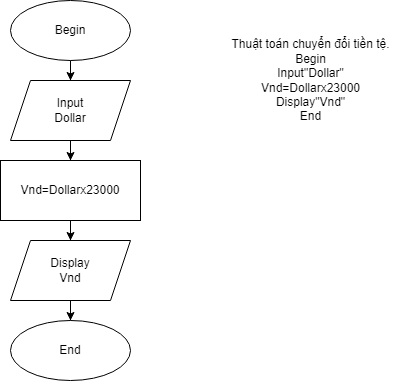 Begin
Input
Dollar
Vnd=Dollarx23000
Display
Vnd
End
Thuật toán chuyển đổi tiền tệ.
Begin
Input"Dollar"
Vnd=Dollarx23000
Display"Vnd"
End